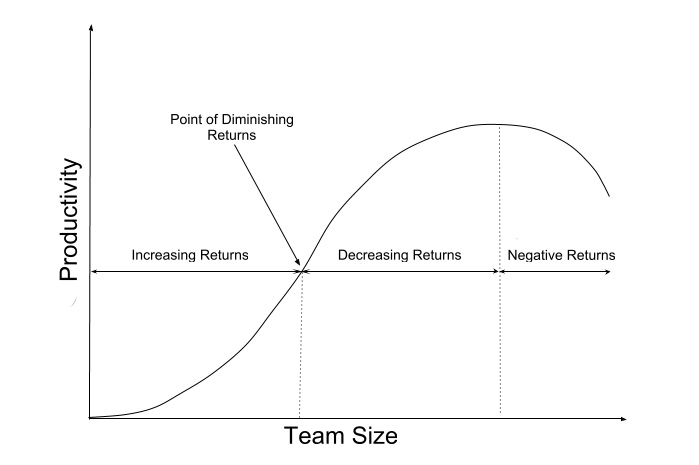 Point of Diminishing
Returns
Productivity
Increasing Returns
Decreasing Returns
Negative Returns
Team Size